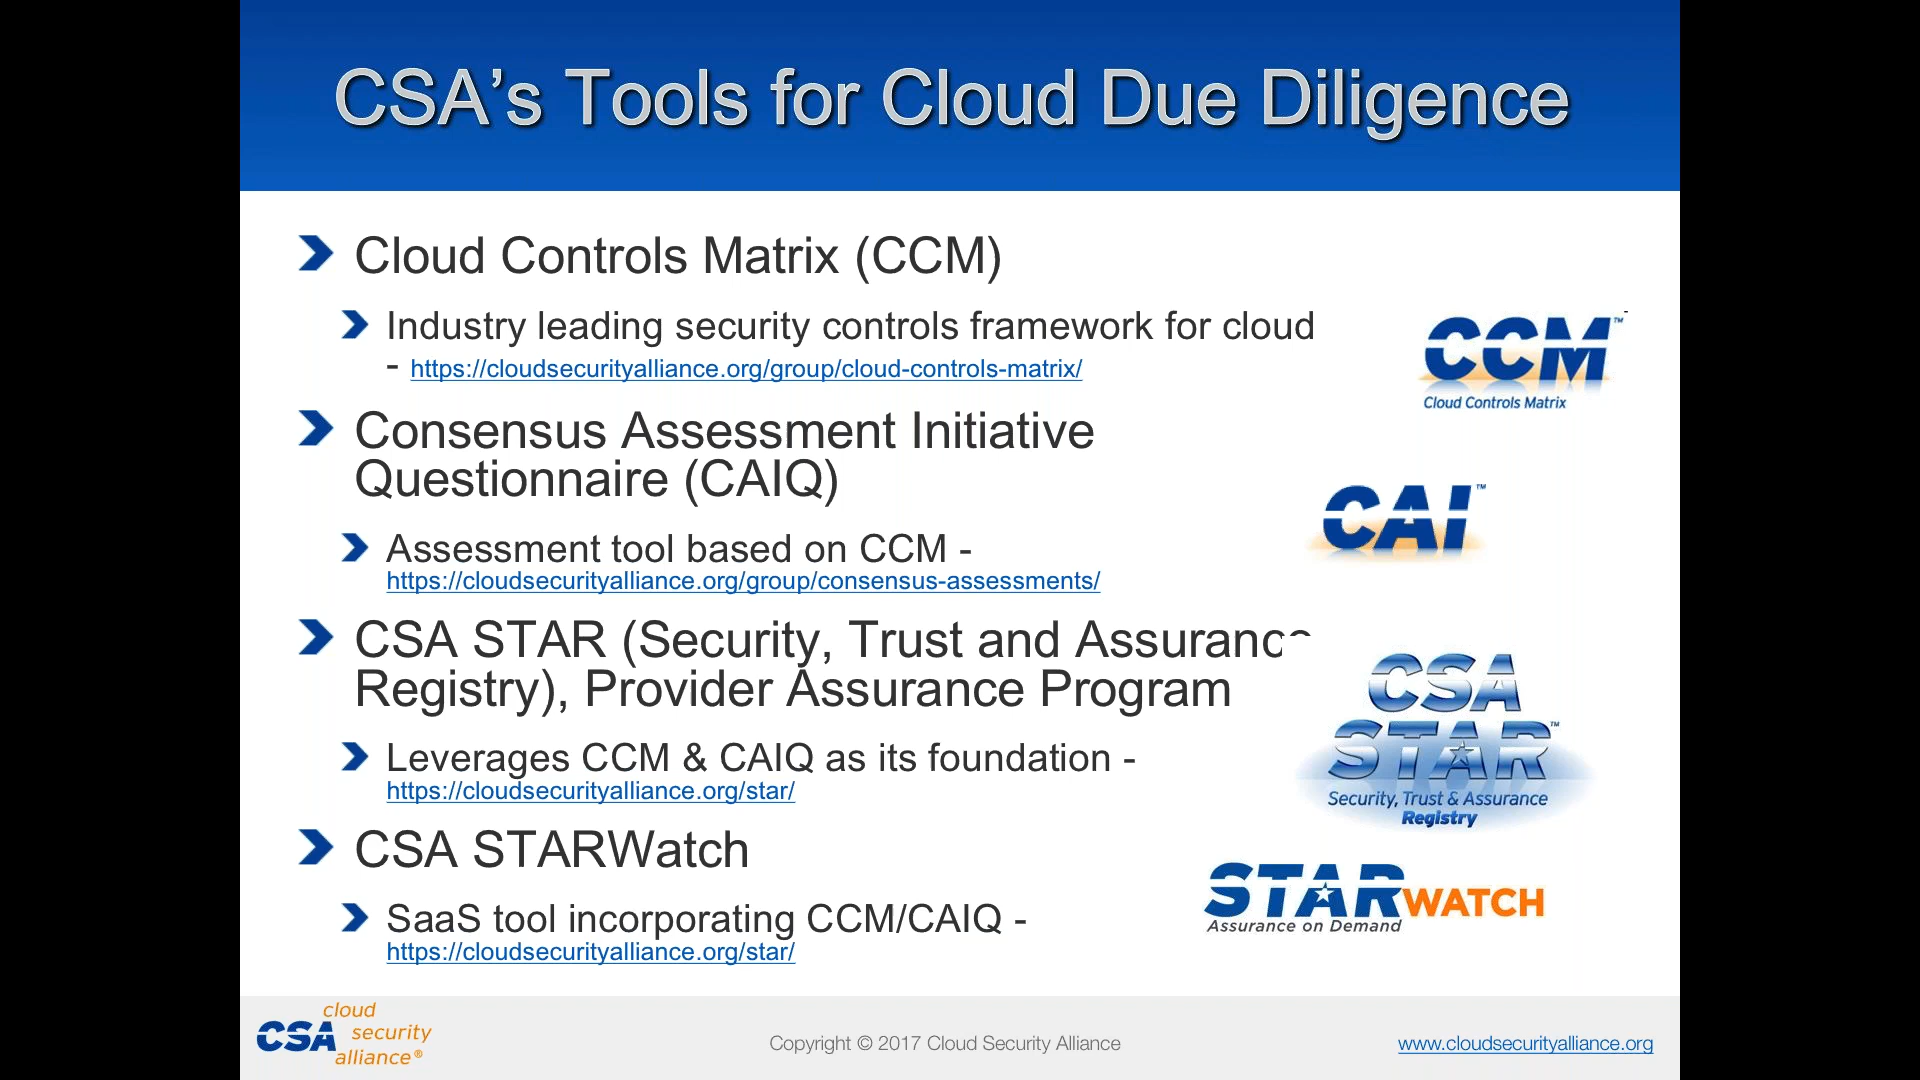 CSA's Tools for Cloud Due Diligence
Cloud Controls Matrix (CCM)
Industry leading security controls framework for cloud
- https://cloudsecurityalliance.org/group/cloud-controls-matrix/
CCM™
Cloud Controls Matrix
Consensus Assessment Initiative
Questionnaire (CAIQ)
CAI™
Assessment tool based on CCM -
https://cloudsecurityalliance.org/group/consensus-assessments/
CSA STAR (Security, Trust and Assurance
Registry), Provider Assurance Program
Leverages CCM & CAIQ as its foundation -
https://cloudsecurityalliance.org/star/
CSA
STAR™
Security, Trust & Assurance
Registry
CSA STARWatch
SaaS tool incorporating CCM/CAIQ -
https://cloudsecurityalliance.org/star/
STARWATCH
Assurance on Demand
CSA cloud
security
alliance®
Copyright © 2017 Cloud Security Alliance
www.cloudsecurityalliance.org